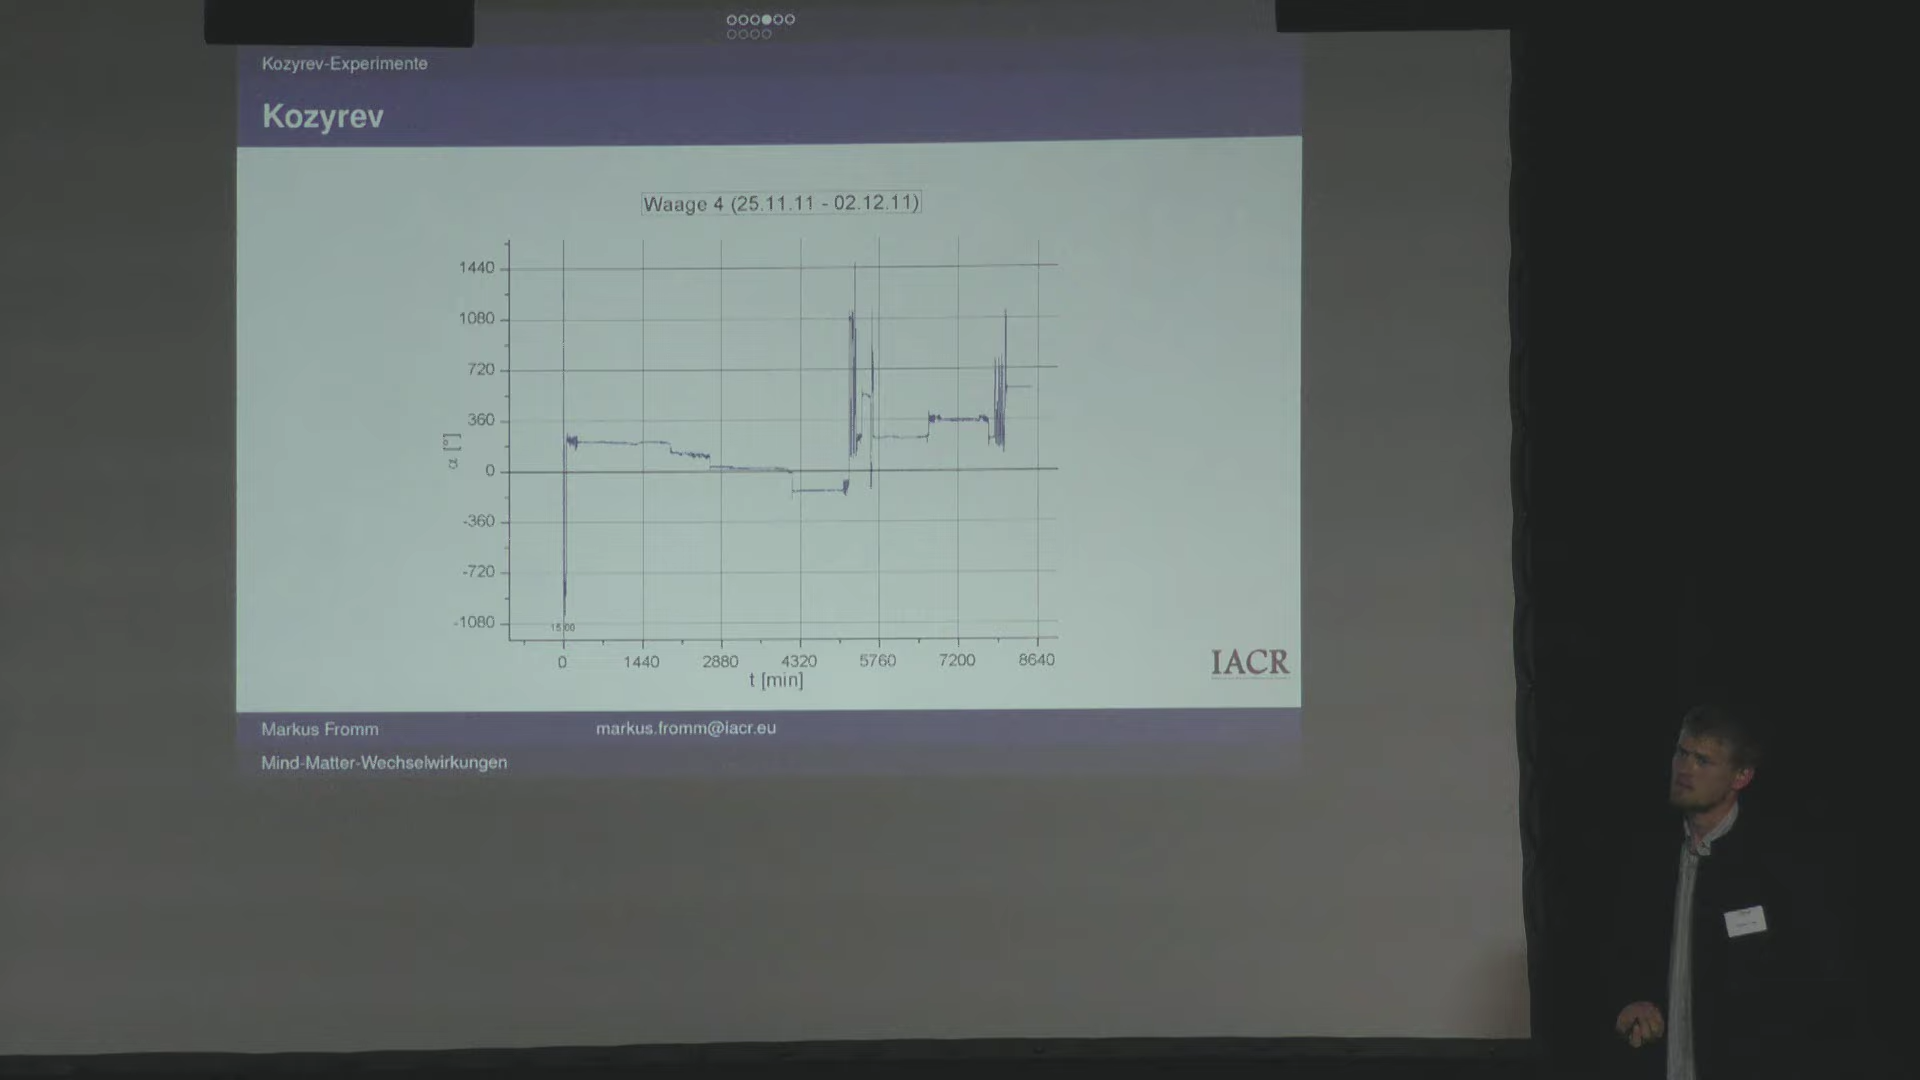 Kozyrev-Experimente
Kozyrev
Waage 4 (25.11.11 - 02.12.11)
1440
1080
720
360
0
-360
-720
-1080
α [°]
15:00
0 1440 2880 4320 5760 7200 8640
t [min]
IACR
Markus Fromm markus.fromm@iacr.eu
Mind-Matter-Wechselwirkungen